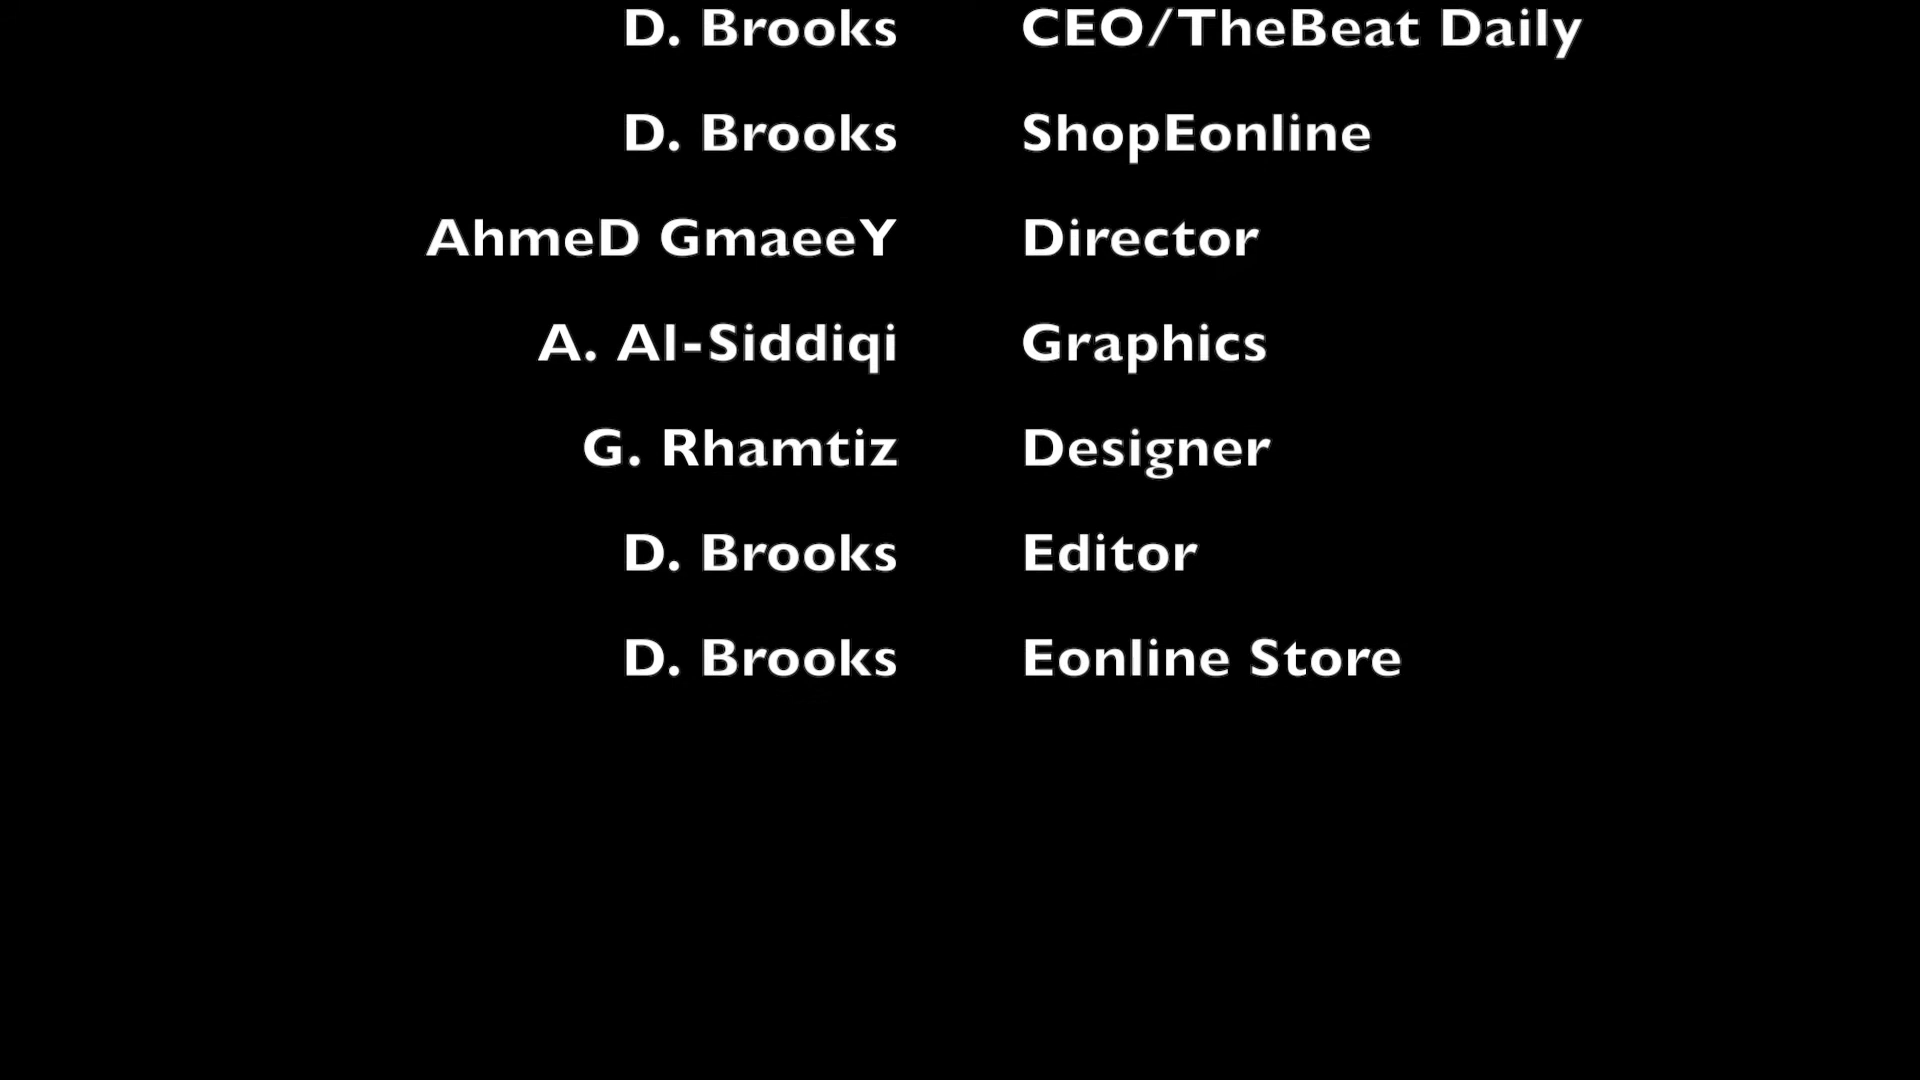 D. Brooks CEO/TheBeat Daily
D. Brooks ShopEonline
AhmeD GmaeeY Director
A. Al-Siddiqi Graphics
G. Rhamtiz Designer
D. Brooks Editor
D. Brooks Eonline Store